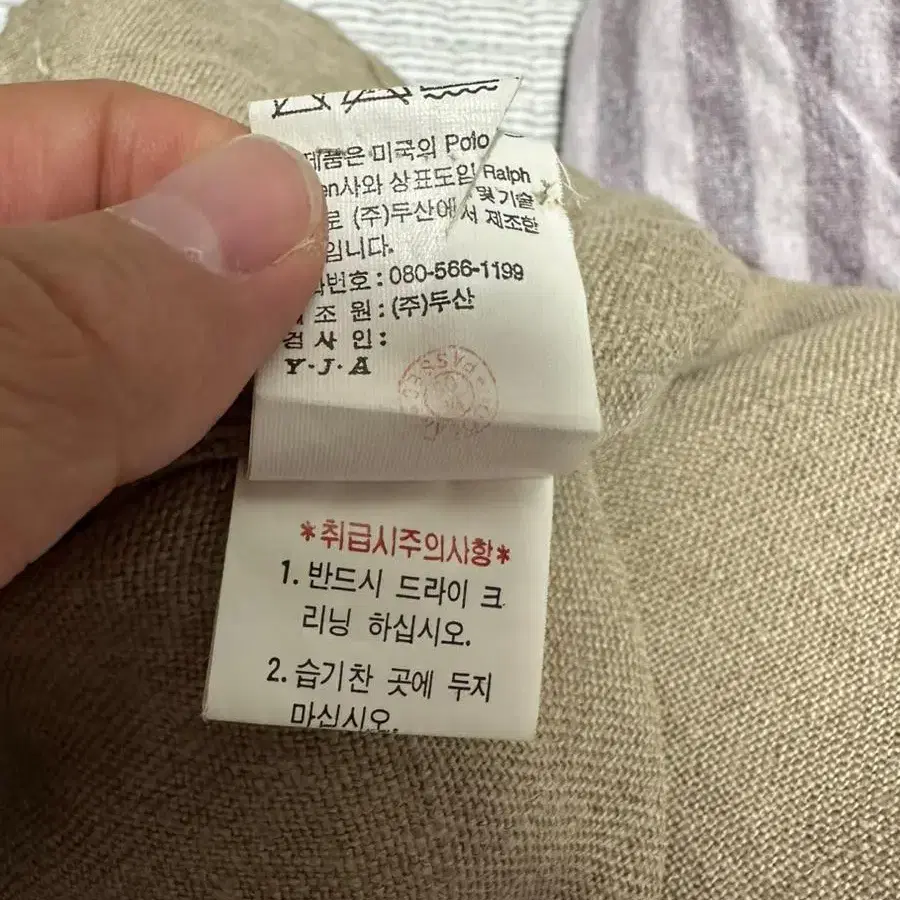 제품은 미국의 Polo
en사와 상표도입 Ralph
및기술
로 (주)두산에서 제조한
입니다.
화번호 : 080-566-1199
조 원 : (주)두산
검 사 인 :
Y·J·A
PASSED
*취급시주의사항*
1. 반드시 드라이 크
리닝 하십시오.
2. 습기찬 곳에 두지
마십시오.